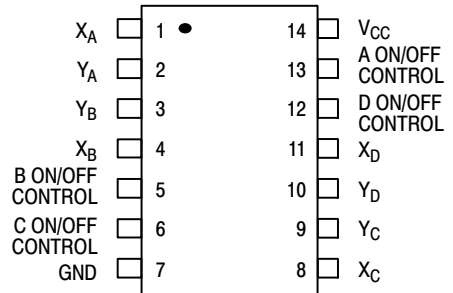 X_A 1 14 V_CC
Y_A 2 13 A ON/OFF CONTROL
Y_B 3 12 D ON/OFF CONTROL
X_B 4 11 X_D
B ON/OFF CONTROL 5 10 Y_D
C ON/OFF CONTROL 6 9 Y_C
GND 7 8 X_C